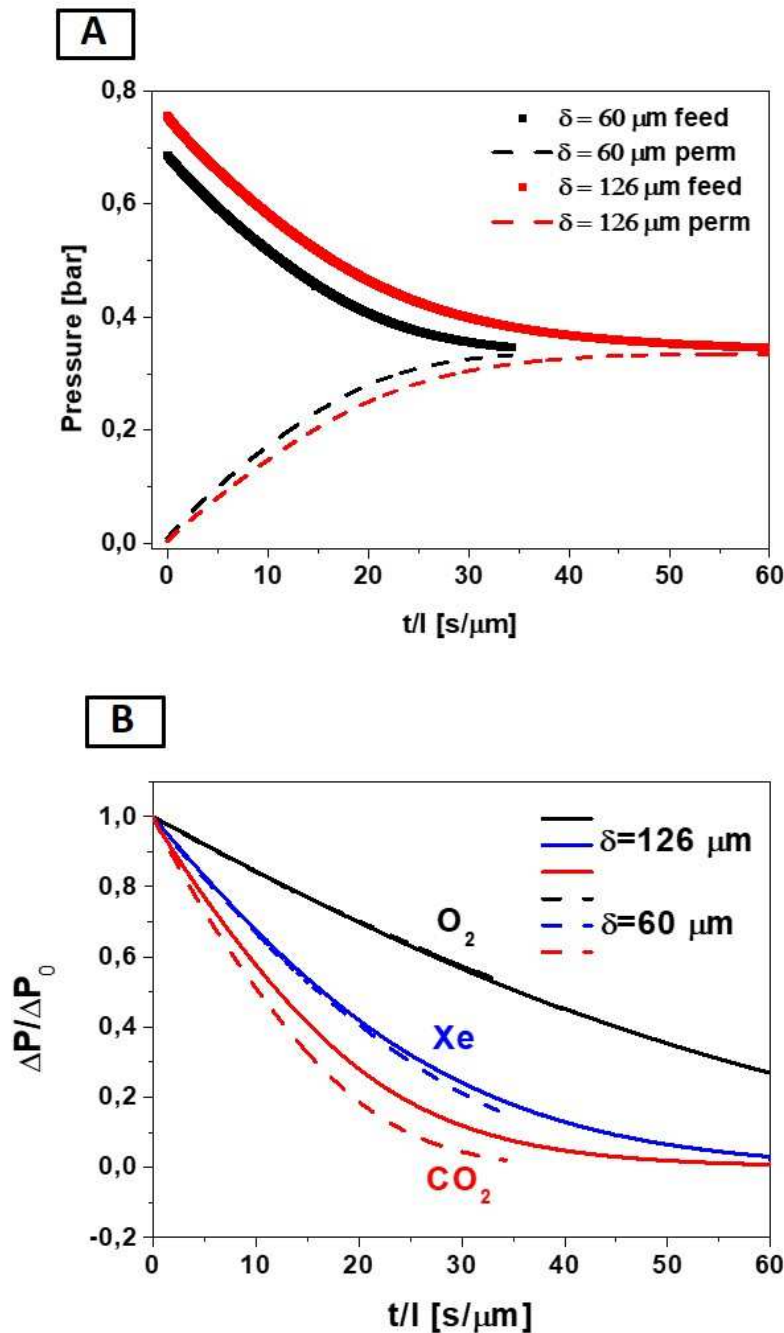 A
0,8
0,6
0,4
0,2
0,0
Pressure [bar]
δ = 60 μm feed
δ = 60 μm perm
δ = 126 μm feed
δ = 126 μm perm
0 10 20 30 40 50 60
t/l [s/μm]
B
1,0
0,8
0,6
0,4
0,2
0,0
-0,2
ΔP/ΔP₀
δ=126 μm
δ=60 μm
O₂
Xe
CO₂
0 10 20 30 40 50 60
t/l [s/μm]